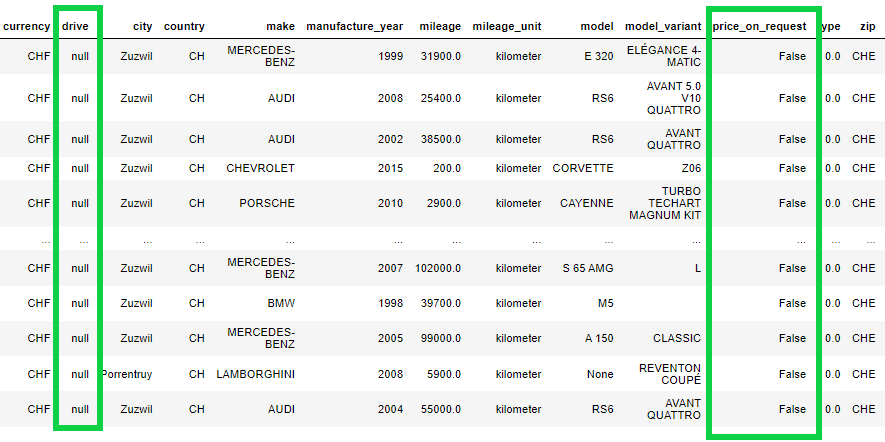 currency drive city country make manufacture_year mileage mileage_unit model model_variant price_on_request ype zip
CHF null Zuzwil CH MERCEDES-BENZ 1999 31900.0 kilometer E 320 ELÉGANCE 4-MATIC False 0.0 CHE
CHF null Zuzwil CH AUDI 2008 25400.0 kilometer RS6 AVANT 5.0 V10 QUATTRO False 0.0 CHE
CHF null Zuzwil CH AUDI 2002 38500.0 kilometer RS6 AVANT QUATTRO False 0.0 CHE
CHF null Zuzwil CH CHEVROLET 2015 200.0 kilometer CORVETTE Z06 False 0.0 CHE
CHF null Zuzwil CH PORSCHE 2010 2900.0 kilometer CAYENNE TURBO TECHART MAGNUM KIT False 0.0 CHE
... ... ... ... ... ... ... ... ... ... ... ... ...
CHF null Zuzwil CH MERCEDES-BENZ 2007 102000.0 kilometer S 65 AMG L False 0.0 CHE
CHF null Zuzwil CH BMW 1998 39700.0 kilometer M5 False 0.0 CHE
CHF null Zuzwil CH MERCEDES-BENZ 2005 99000.0 kilometer A 150 CLASSIC False 0.0 CHE
CHF null Porrentruy CH LAMBORGHINI 2008 5900.0 kilometer None REVENTON COUPÉ False 0.0 CHE
CHF null Zuzwil CH AUDI 2004 55000.0 kilometer RS6 AVANT QUATTRO False 0.0 CHE